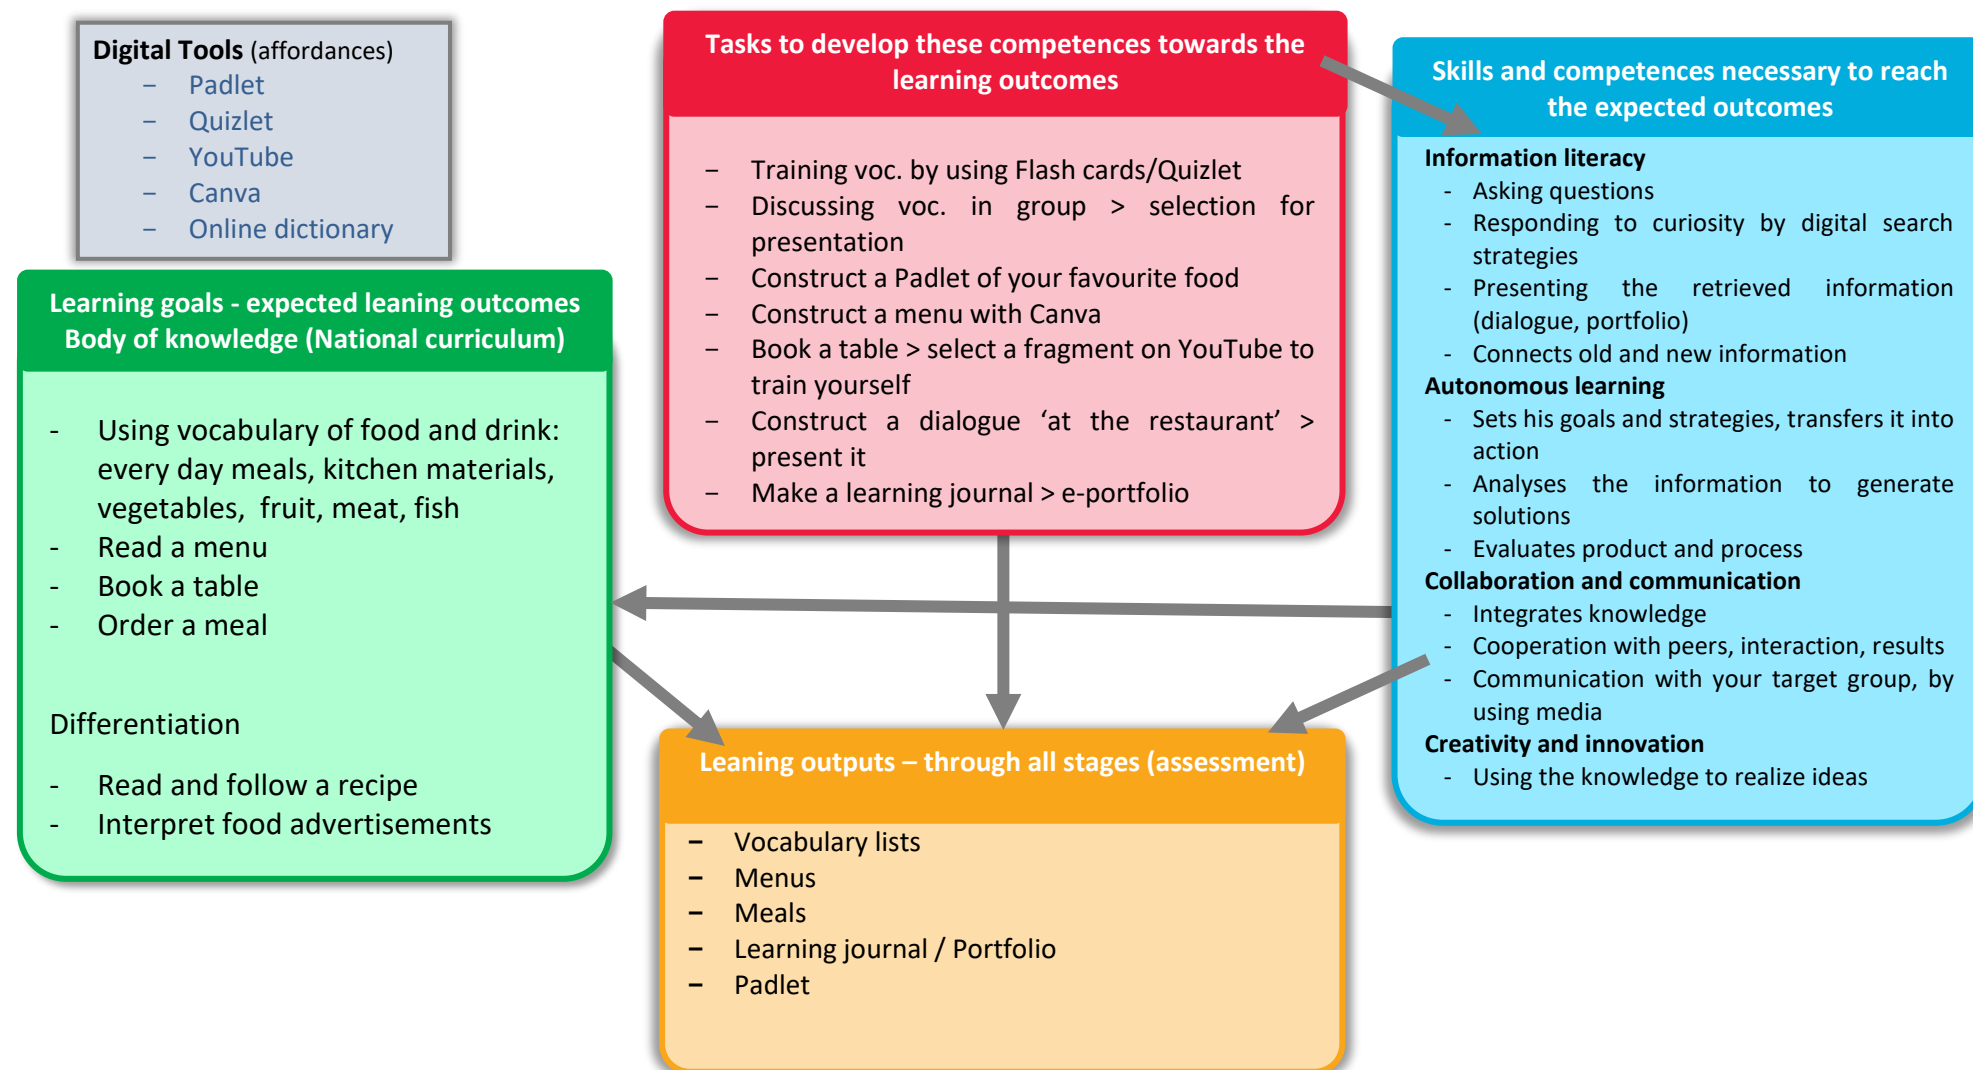 Digital Tools (affordances)
− Padlet
− Quizlet
− YouTube
− Canva
− Online dictionary
Learning goals - expected leaning outcomes
Body of knowledge (National curriculum)
- Using vocabulary of food and drink:
every day meals, kitchen materials,
vegetables, fruit, meat, fish
- Read a menu
- Book a table
- Order a meal
Differentiation
- Read and follow a recipe
- Interpret food advertisements
Tasks to develop these competences towards the
learning outcomes
− Training voc. by using Flash cards/Quizlet
− Discussing voc. in group > selection for
presentation
− Construct a Padlet of your favourite food
− Construct a menu with Canva
− Book a table > select a fragment on YouTube to
train yourself
− Construct a dialogue ‘at the restaurant’ >
present it
− Make a learning journal > e-portfolio
Skills and competences necessary to reach
the expected outcomes
Information literacy
- Asking questions
- Responding to curiosity by digital search
strategies
- Presenting the retrieved information
(dialogue, portfolio)
- Connects old and new information
Autonomous learning
- Sets his goals and strategies, transfers it into
action
- Analyses the information to generate
solutions
- Evaluates product and process
Collaboration and communication
- Integrates knowledge
- Cooperation with peers, interaction, results
- Communication with your target group, by
using media
Creativity and innovation
- Using the knowledge to realize ideas
Leaning outputs – through all stages (assessment)
− Vocabulary lists
− Menus
− Meals
− Learning journal / Portfolio
− Padlet